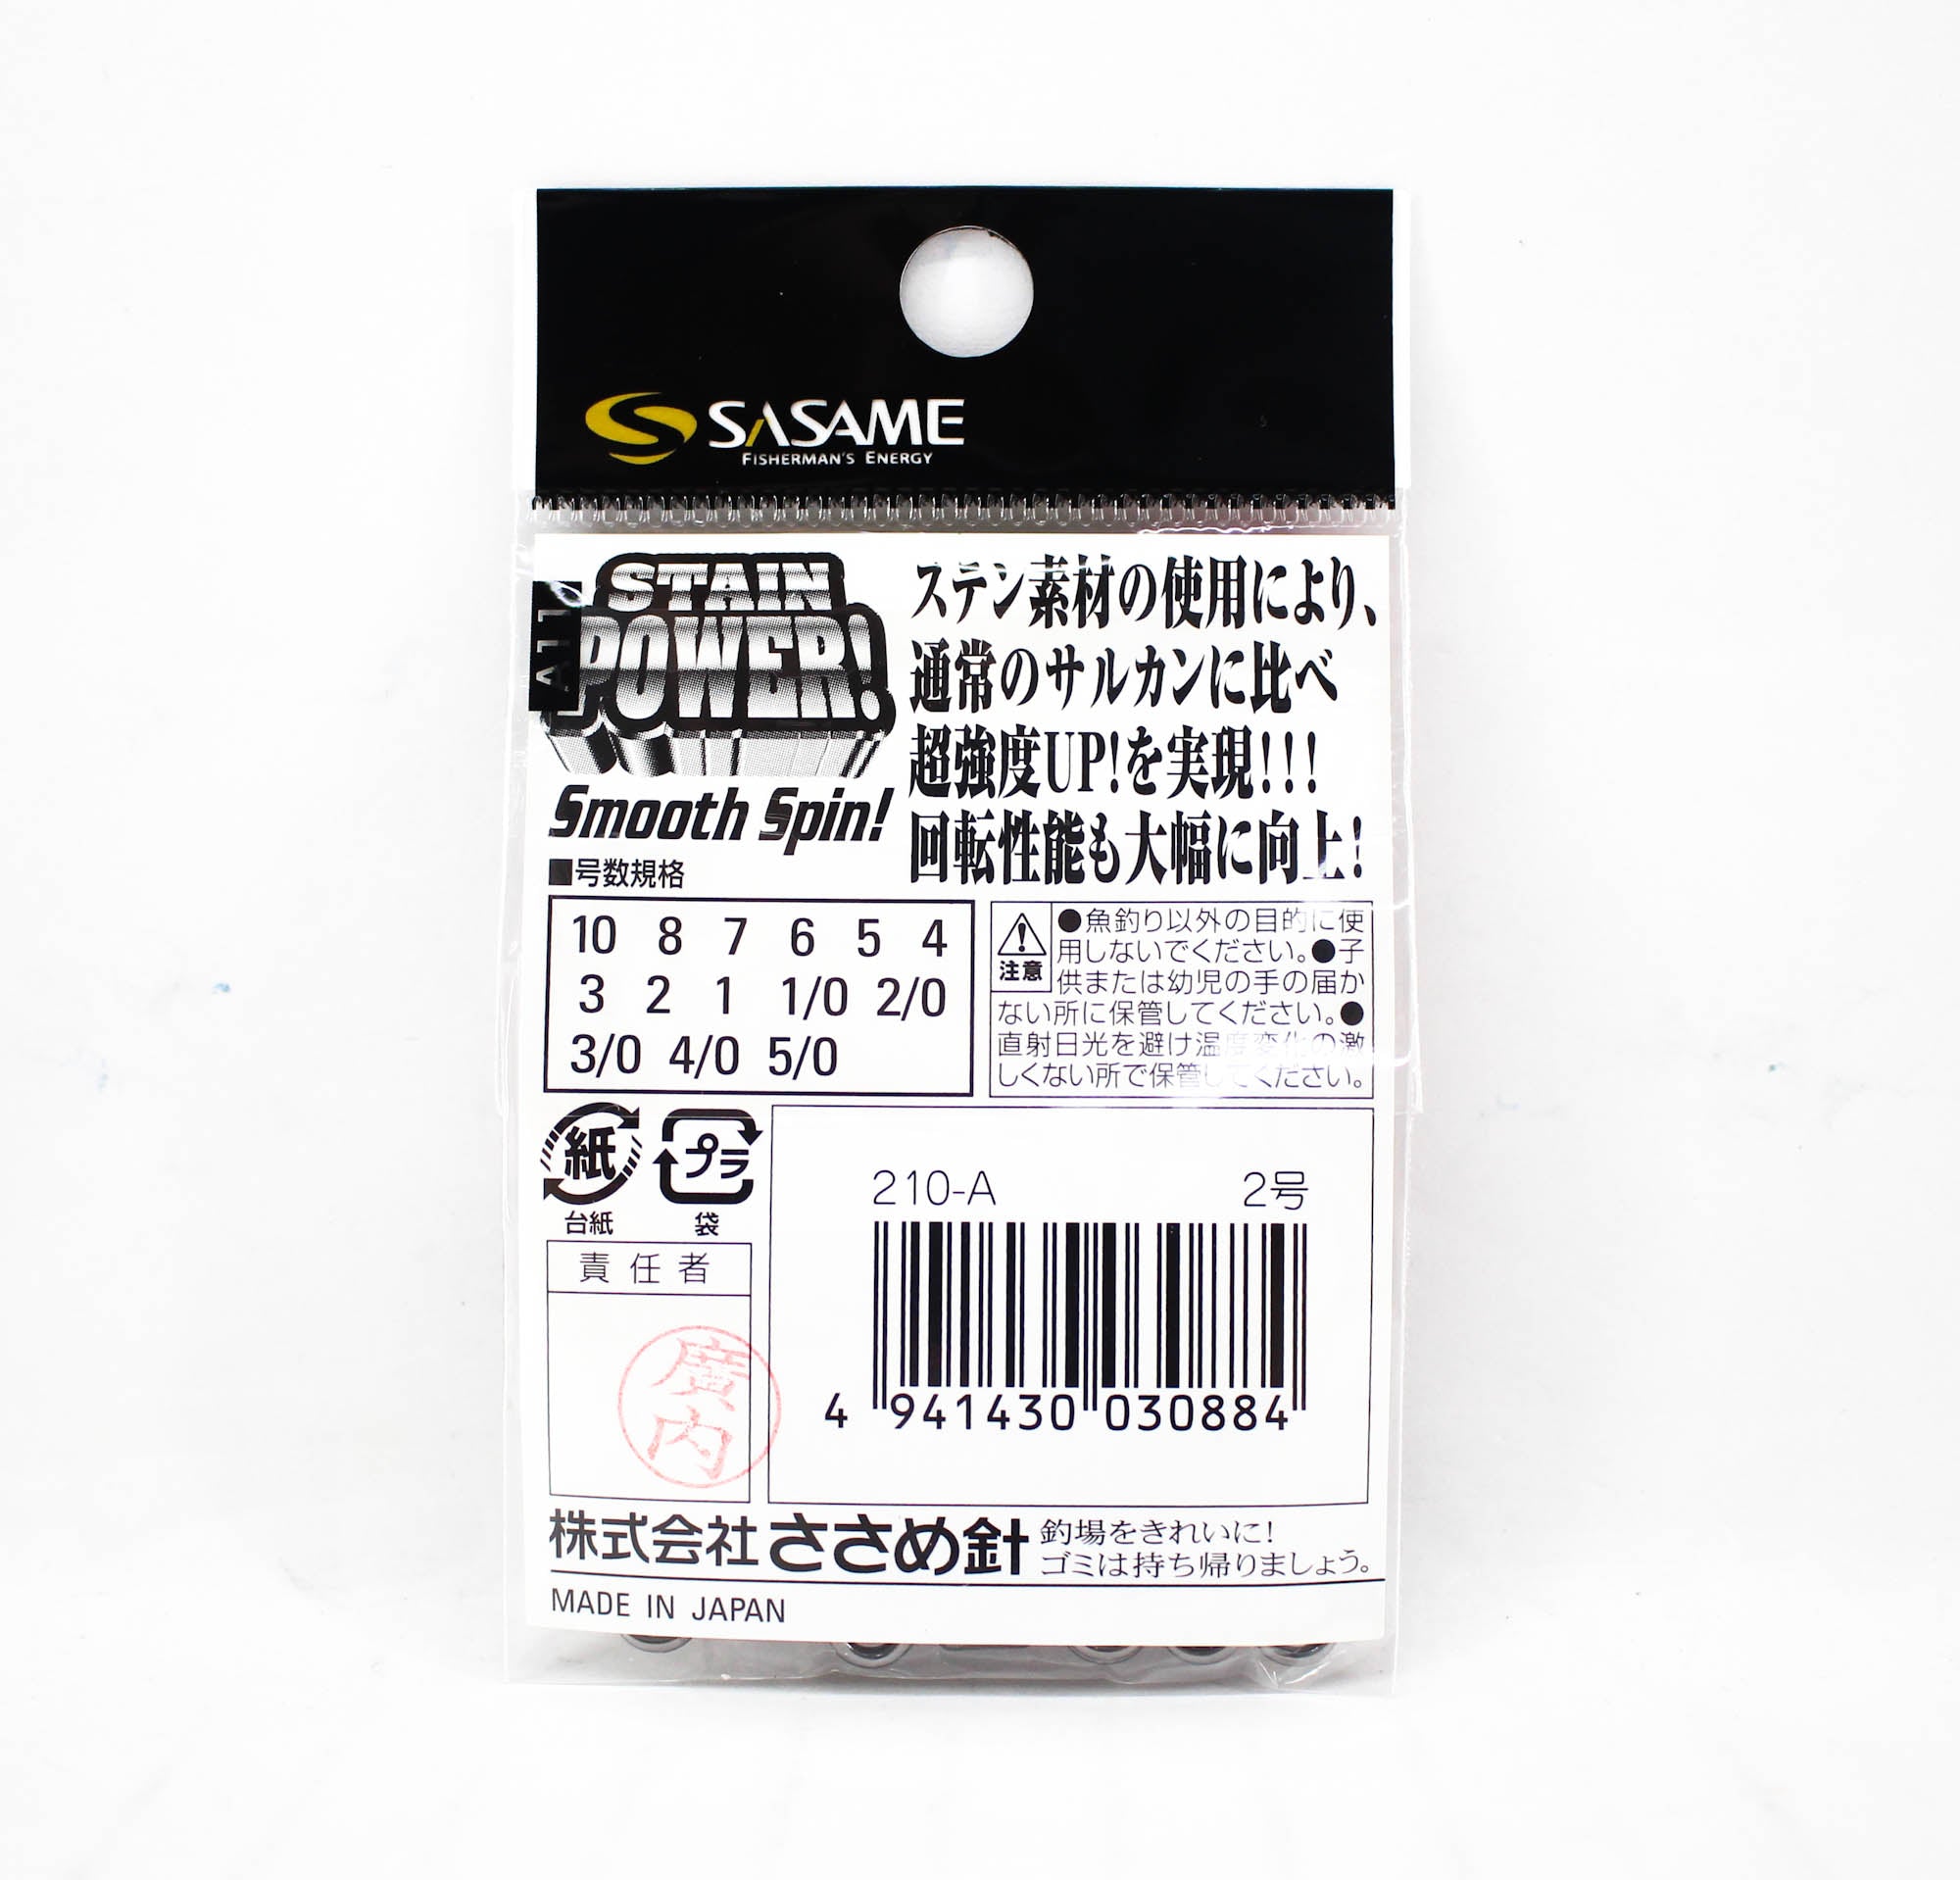 SASAME
FISHERMAN'S ENERGY
A11
STAIN
POWER!
Smooth Spin!
ステン素材の使用により、
通常のサルカンに比べ
超強度UP!を実現!!!
回転性能も大幅に向上!
■号数規格
10 8 7 6 5 4
3 2 1 1/0 2/0
3/0 4/0 5/0
注意
●魚釣り以外の目的に使
用しないでください。●子
供または幼児の手の届か
ない所に保管してください。●
直射日光を避け温度変化の激
しくない所で保管してください。
紙
台紙
プラ
袋
責任者
廣内
210-A 2号
4 941430 030884
株式会社ささめ針
釣場をきれいに!
ゴミは持ち帰りましょう。
MADE IN JAPAN